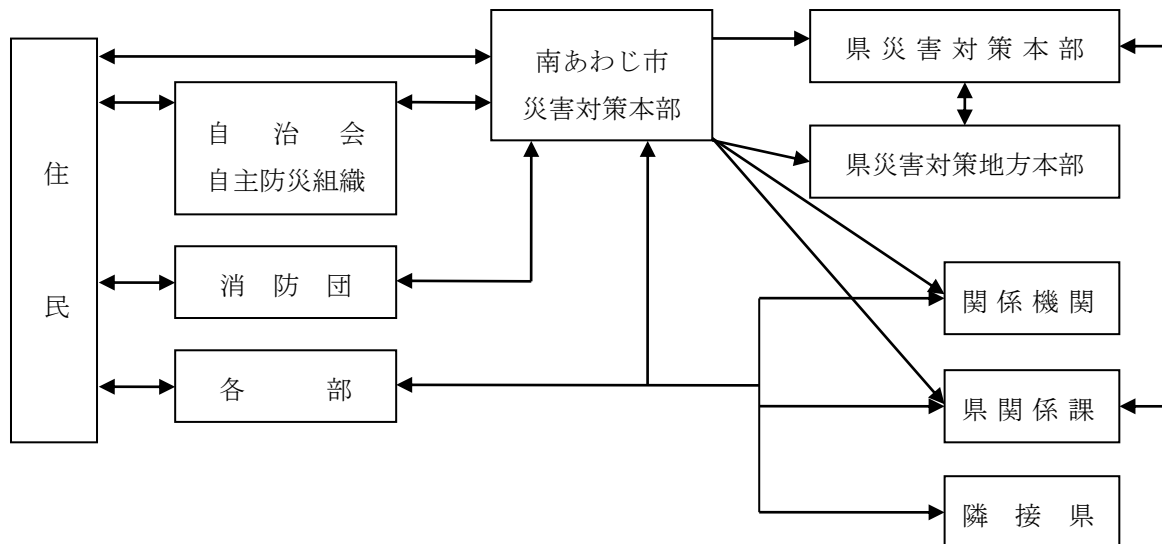 住民
自治会
自主防災組織
消防団
各部
南あわじ市
災害対策本部
県災害対策本部
県災害対策地方本部
関係機関
県関係課
隣接県